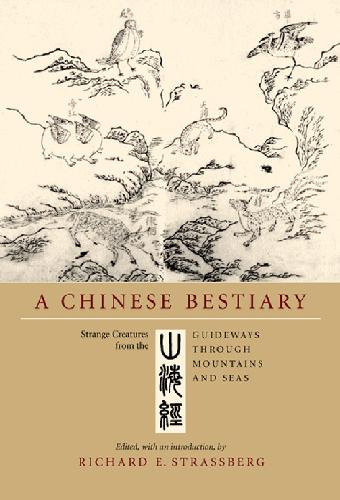 A CHINESE BESTIARY
Strange Creatures
from the
山海經
GUIDEWAYS
THROUGH
MOUNTAINS
AND SEAS
Edited, with an introduction, by
RICHARD E. STRASSBERG